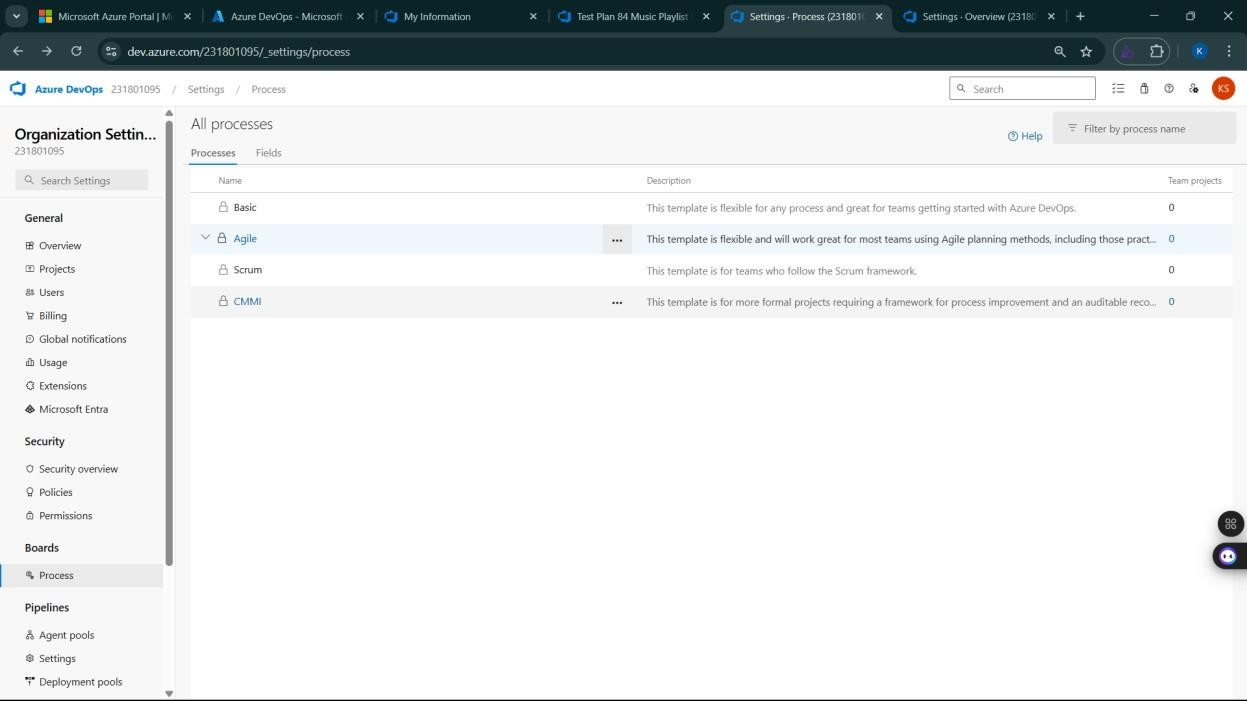 Microsoft Azure Portal | Mi
Azure DevOps - Microsoft
My Information
Test Plan 84 Music Playlist
Settings · Process (231801
Settings · Overview (23180
dev.azure.com/231801095/_settings/process
K
Azure DevOps 231801095 / Settings / Process
Search
KS
Organization Settin...
231801095
Search Settings
General
Overview
Projects
Users
Billing
Global notifications
Usage
Extensions
Microsoft Entra
Security
Security overview
Policies
Permissions
Boards
Process
Pipelines
Agent pools
Settings
Deployment pools
All processes
Help
Filter by process name
Processes Fields
Name Description Team projects
Basic This template is flexible for any process and great for teams getting started with Azure DevOps. 0
Agile ... This template is flexible and will work great for most teams using Agile planning methods, including those pract... 0
Scrum This template is for teams who follow the Scrum framework. 0
CMMI ... This template is for more formal projects requiring a framework for process improvement and an auditable reco... 0